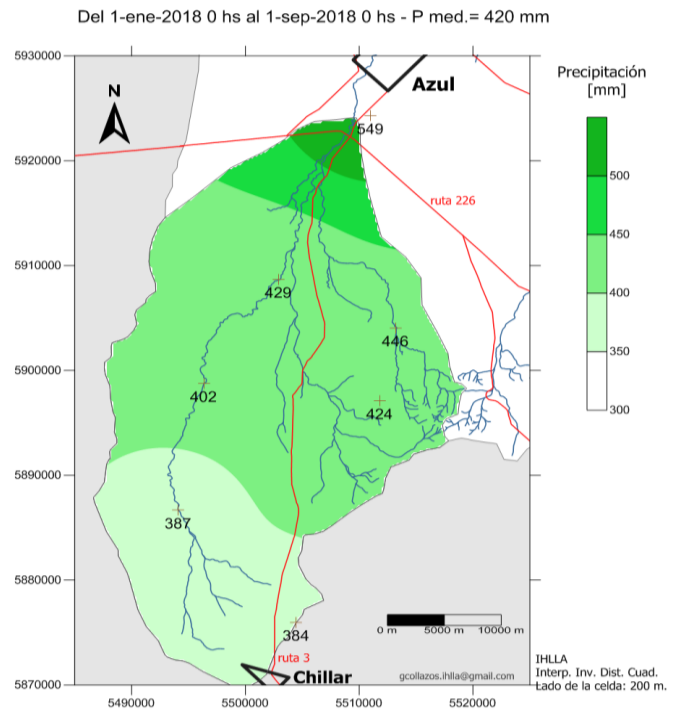 Del 1-ene-2018 0 hs al 1-sep-2018 0 hs - P med.= 420 mm
5930000
Azul
Precipitación
[mm]
N
549
5920000
500
ruta 226
450
5910000
400
429
446
350
5900000
402
424
300
5890000
387
5880000
384
0 m 5000 m 10000 m
ruta 3
Chillar
gcollazos.ihlla@gmail.com
IHLLA
Interp. Inv. Dist. Cuad.
Lado de la celda: 200 m.
5870000
5490000 5500000 5510000 5520000